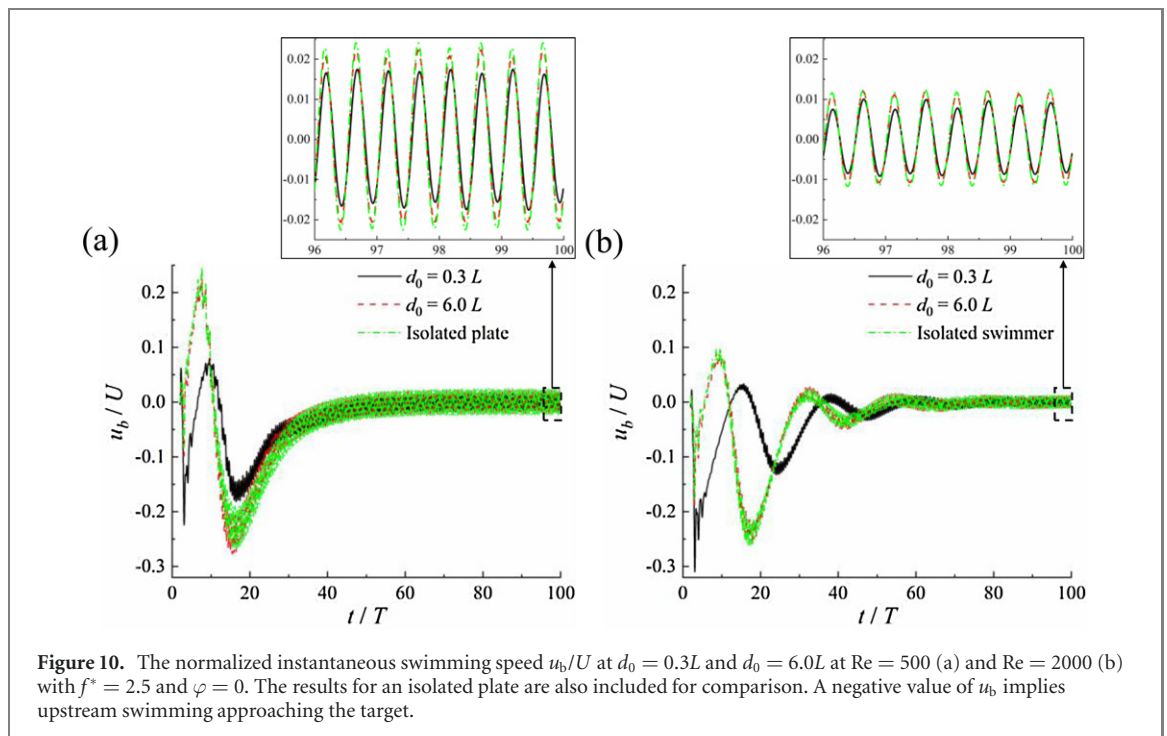 0.02
0.01
0.00
-0.01
-0.02
96
97
98
99
100
0.02
0.01
0.00
-0.01
-0.02
96
97
98
99
100
(a)
(b)
d₀ = 0.3 L
d₀ = 6.0 L
Isolated plate
d₀ = 0.3 L
d₀ = 6.0 L
Isolated swimmer
0.2
0.1
0.0
-0.1
-0.2
-0.3
u_b / U
0
20
40
60
80
100
t / T
0.2
0.1
0.0
-0.1
-0.2
-0.3
u_b / U
0
20
40
60
80
100
t / T
Figure 10. The normalized instantaneous swimming speed u_b/U at d₀ = 0.3L and d₀ = 6.0L at Re = 500 (a) and Re = 2000 (b)
with f* = 2.5 and φ = 0. The results for an isolated plate are also included for comparison. A negative value of u_b implies
upstream swimming approaching the target.